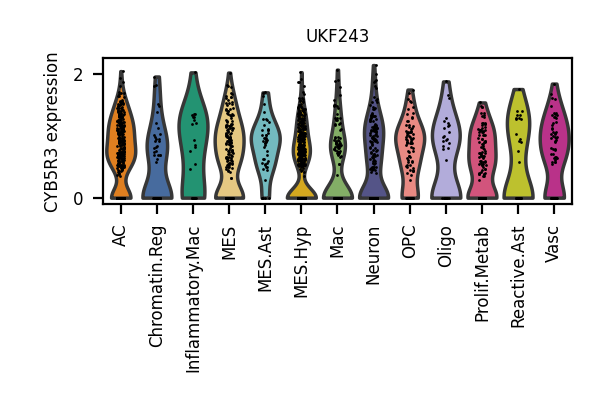 UKF243
CYB5R3 expression
2
0
AC
Chromatin.Reg
Inflammatory.Mac
MES
MES.Ast
MES.Hyp
Mac
Neuron
OPC
Oligo
Prolif.Metab
Reactive.Ast
Vasc